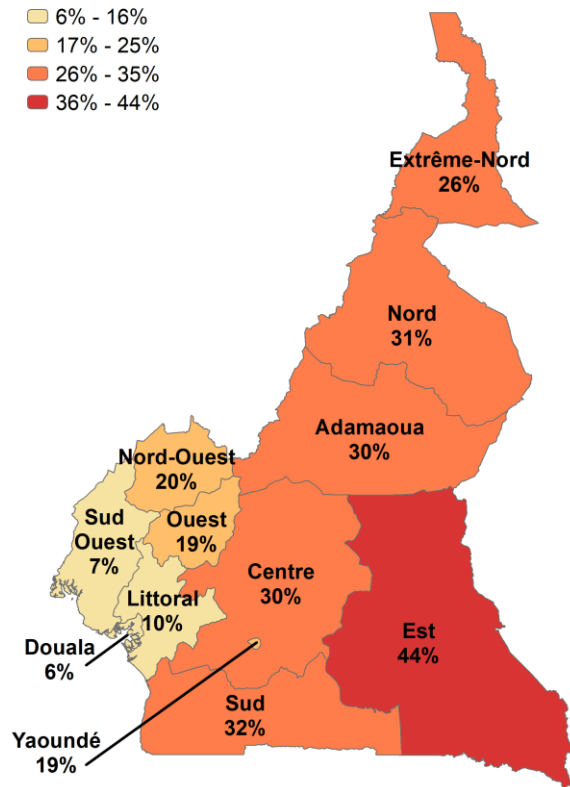 6% - 16%
17% - 25%
26% - 35%
36% - 44%
Extrême-Nord
26%
Nord
31%
Adamaoua
30%
Nord-Ouest
20%
Sud
Ouest
7%
Ouest
19%
Centre
30%
Littoral
10%
Est
44%
Douala
6%
Sud
32%
Yaoundé
19%